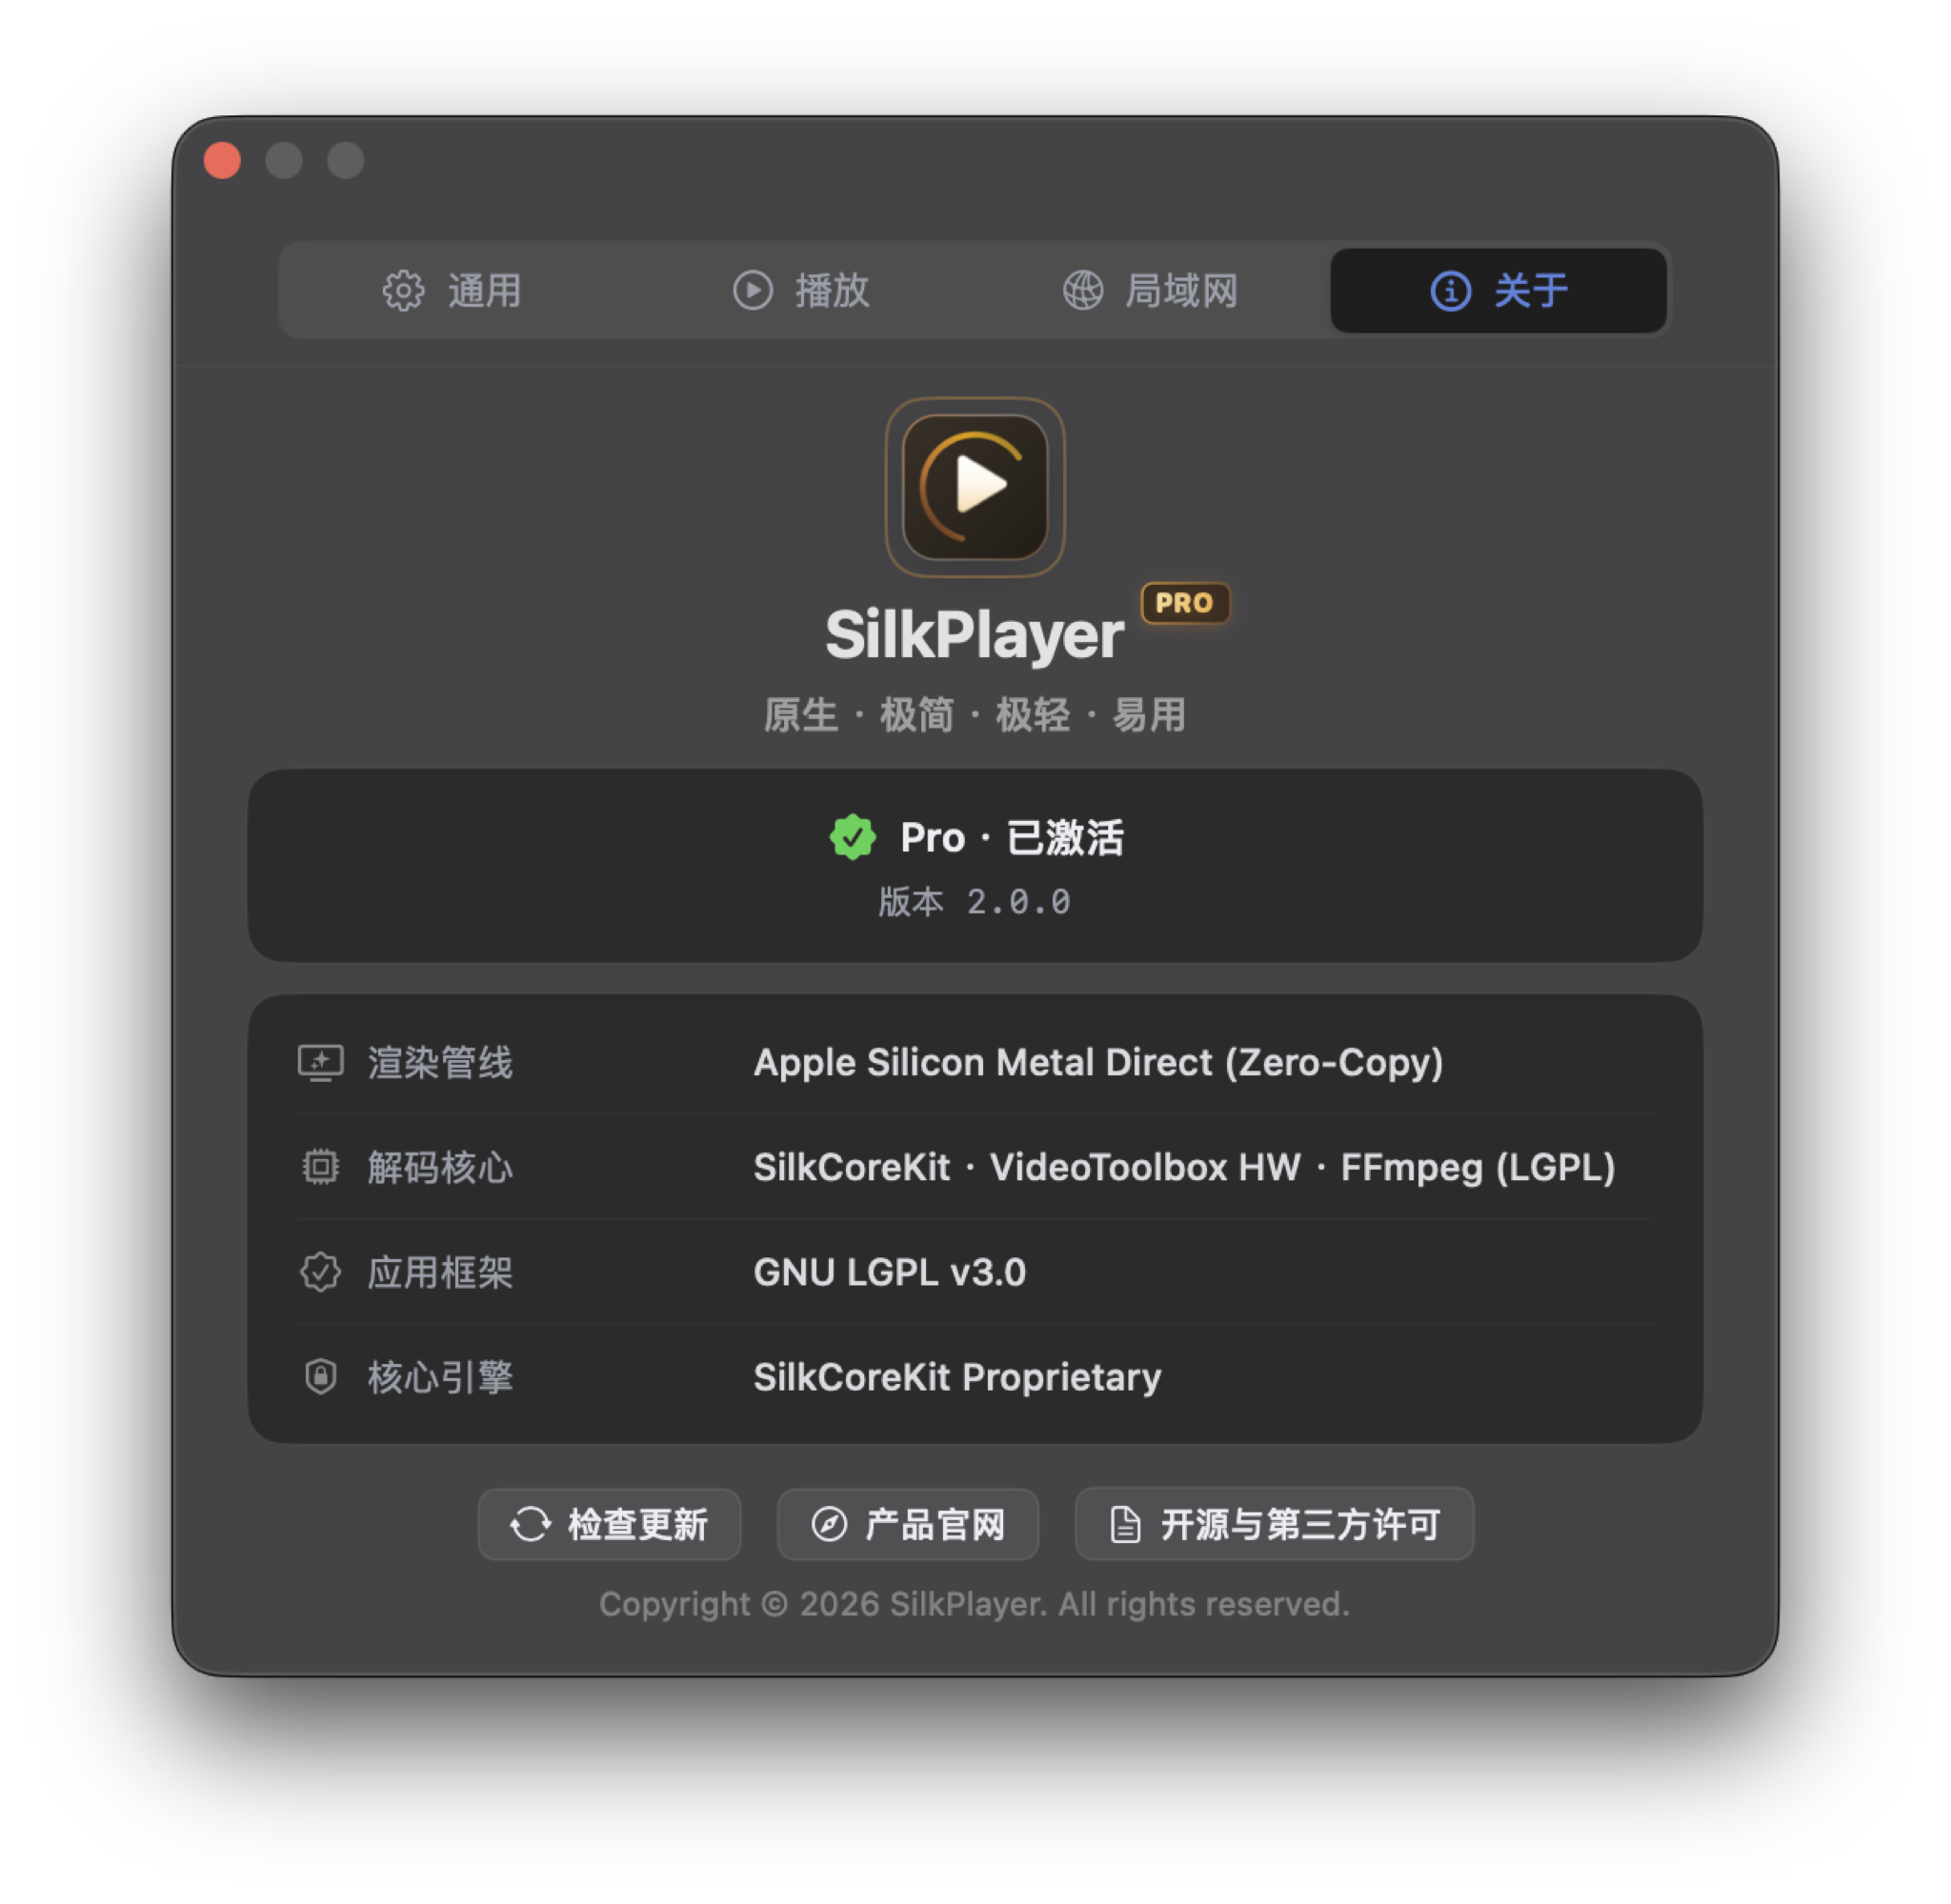 通用 播放 局域网 关于
SilkPlayer PRO
原生 · 极简 · 极轻 · 易用
Pro · 已激活
版本 2.0.0
渲染管线 Apple Silicon Metal Direct (Zero-Copy)
解码核心 SilkCoreKit · VideoToolbox HW · FFmpeg (LGPL)
应用框架 GNU LGPL v3.0
核心引擎 SilkCoreKit Proprietary
检查更新 产品官网 开源与第三方许可
Copyright © 2026 SilkPlayer. All rights reserved.